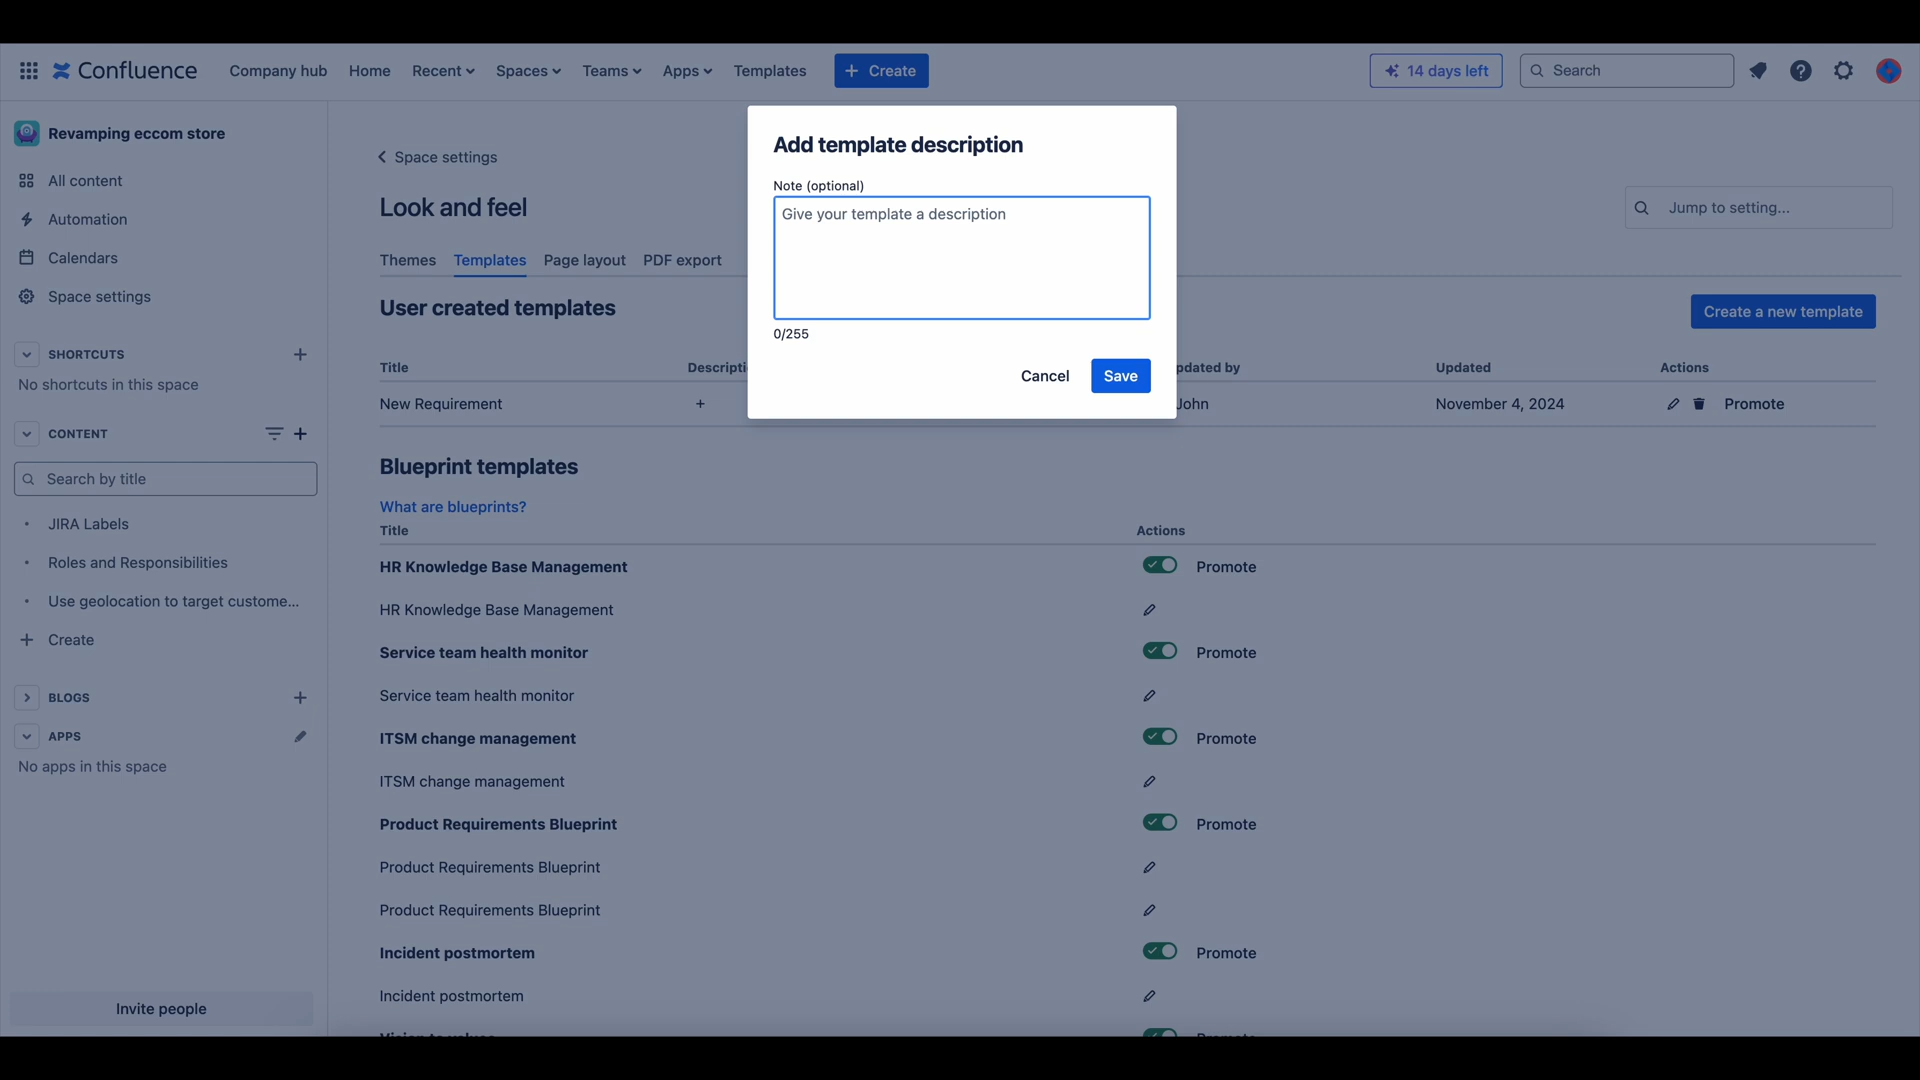 Confluence Company hub Home Recent Spaces Teams Apps Templates + Create 14 days left Search
Revamping eccom store
All content
Automation
Calendars
Space settings
SHORTCUTS
No shortcuts in this space
CONTENT
Search by title
JIRA Labels
Roles and Responsibilities
Use geolocation to target custome...
+ Create
BLOGS
APPS
No apps in this space
Invite people
Space settings
Look and feel
Jump to setting...
Themes Templates Page layout PDF export
User created templates
Create a new template
Title Descripti pdated by Updated Actions
New Requirement + John November 4, 2024 Promote
Add template description
Note (optional)
Give your template a description
0/255
Cancel Save
Blueprint templates
What are blueprints?
Title Actions
HR Knowledge Base Management Promote
HR Knowledge Base Management
Service team health monitor Promote
Service team health monitor
ITSM change management Promote
ITSM change management
Product Requirements Blueprint Promote
Product Requirements Blueprint
Product Requirements Blueprint
Incident postmortem Promote
Incident postmortem